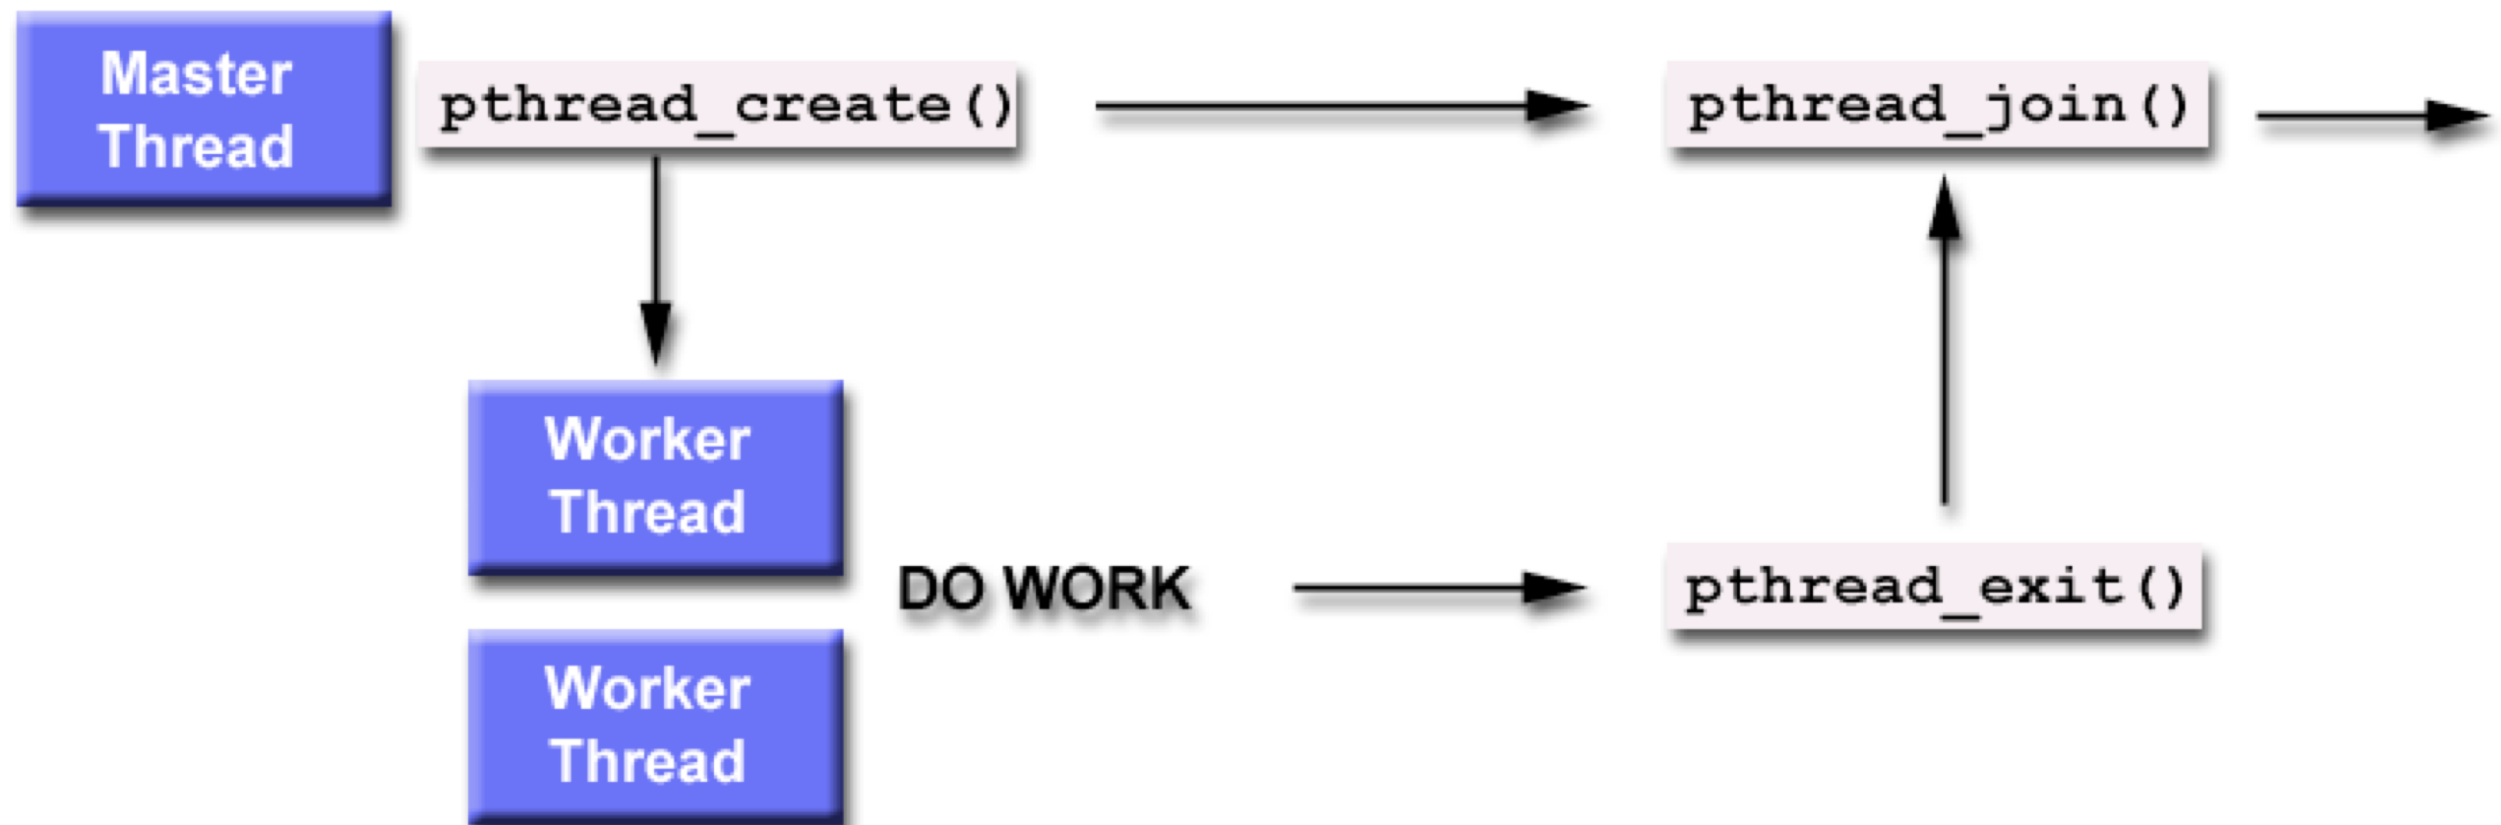 Master
Thread
pthread_create()
pthread_join()
Worker
Thread
DO WORK
pthread_exit()
Worker
Thread